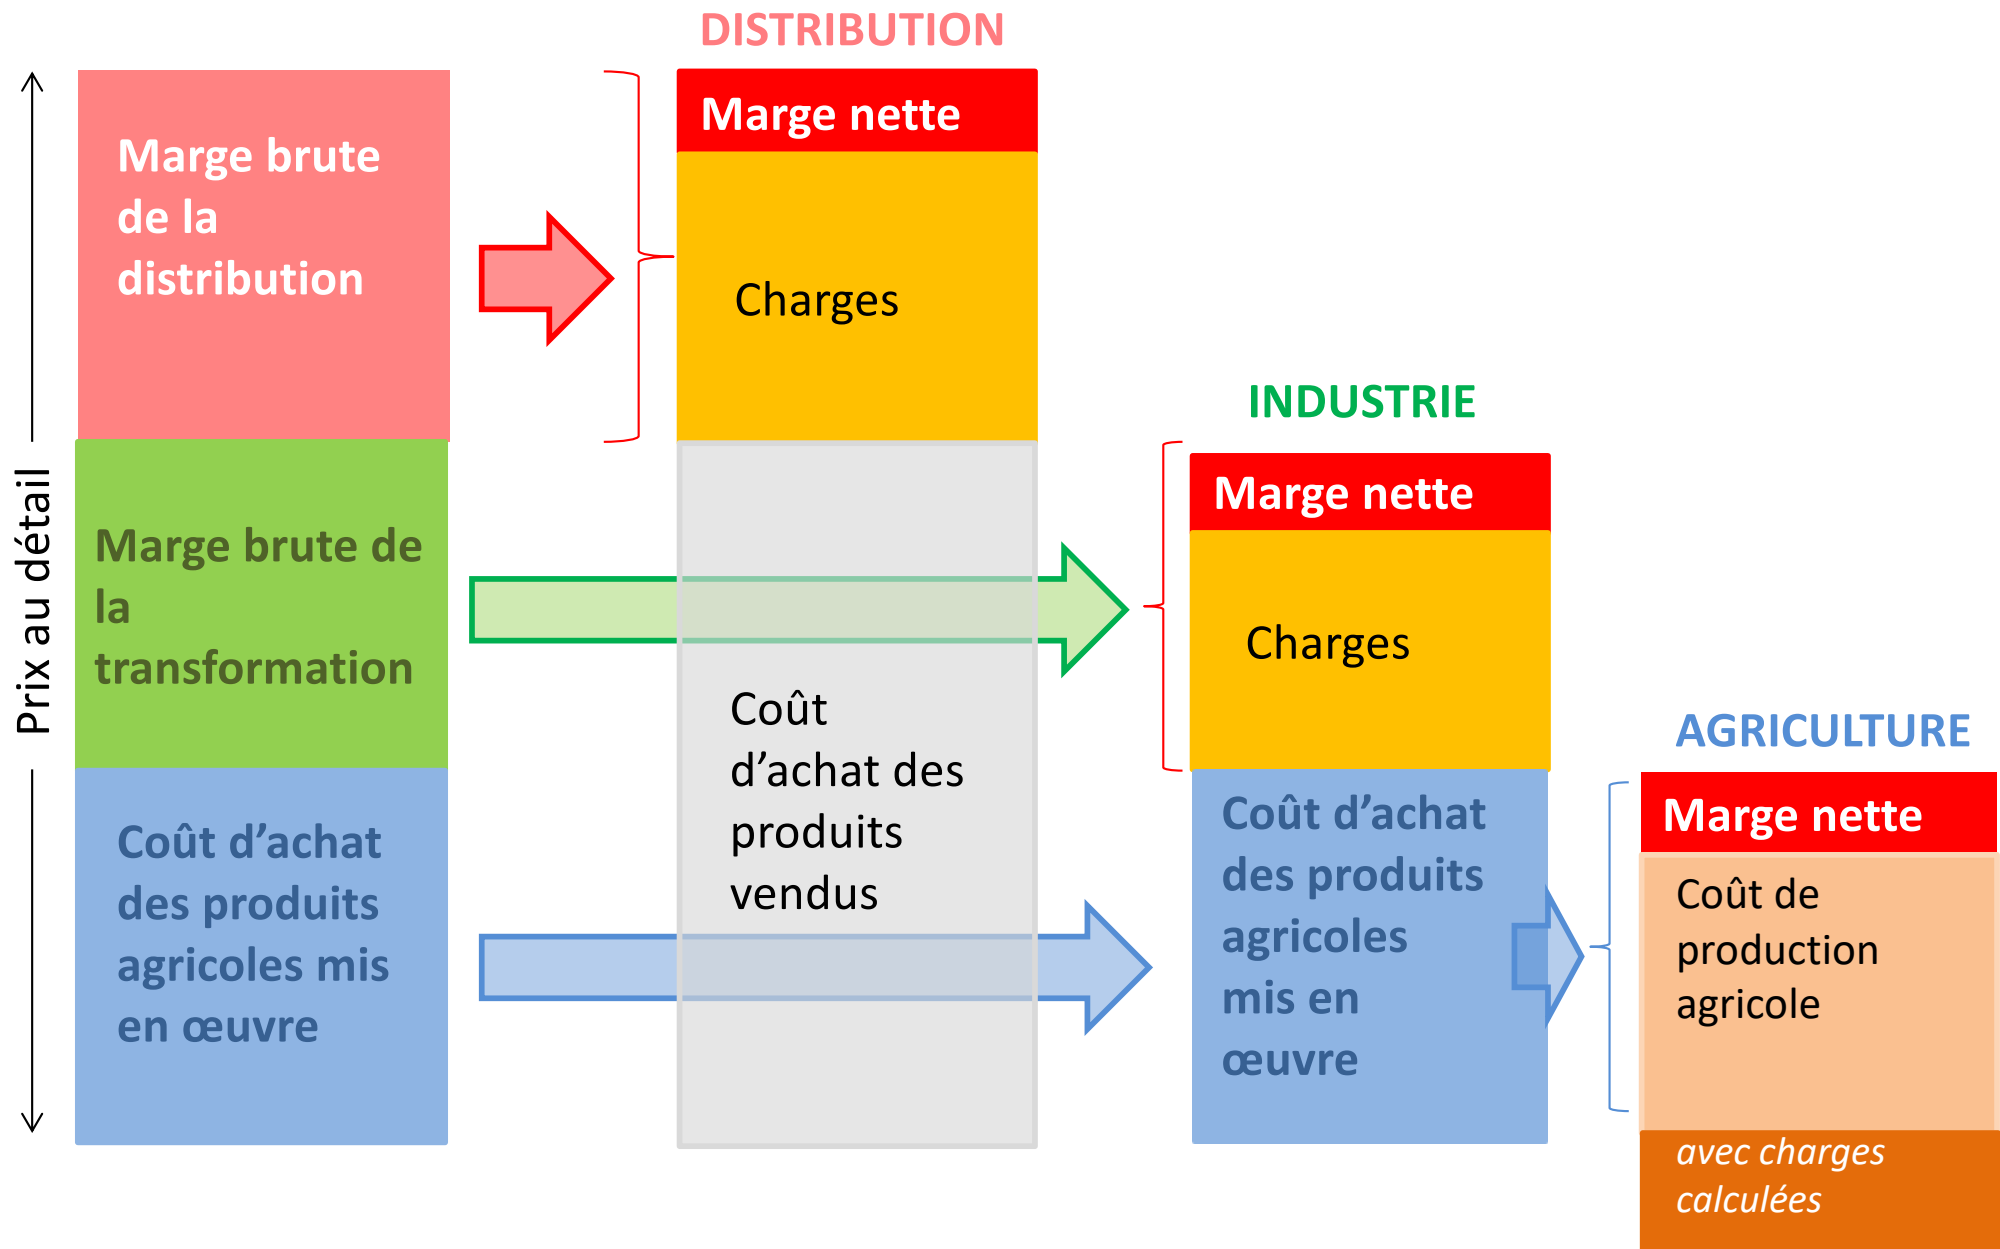 DISTRIBUTION
Prix au détail
Marge brute
de la
distribution
Marge brute de
la
transformation
Coût d’achat
des produits
agricoles mis
en œuvre
Marge nette
Charges
Coût
d’achat des
produits
vendus
INDUSTRIE
Marge nette
Charges
Coût d’achat
des produits
agricoles
mis en
œuvre
AGRICULTURE
Marge nette
Coût de
production
agricole
avec charges
calculées